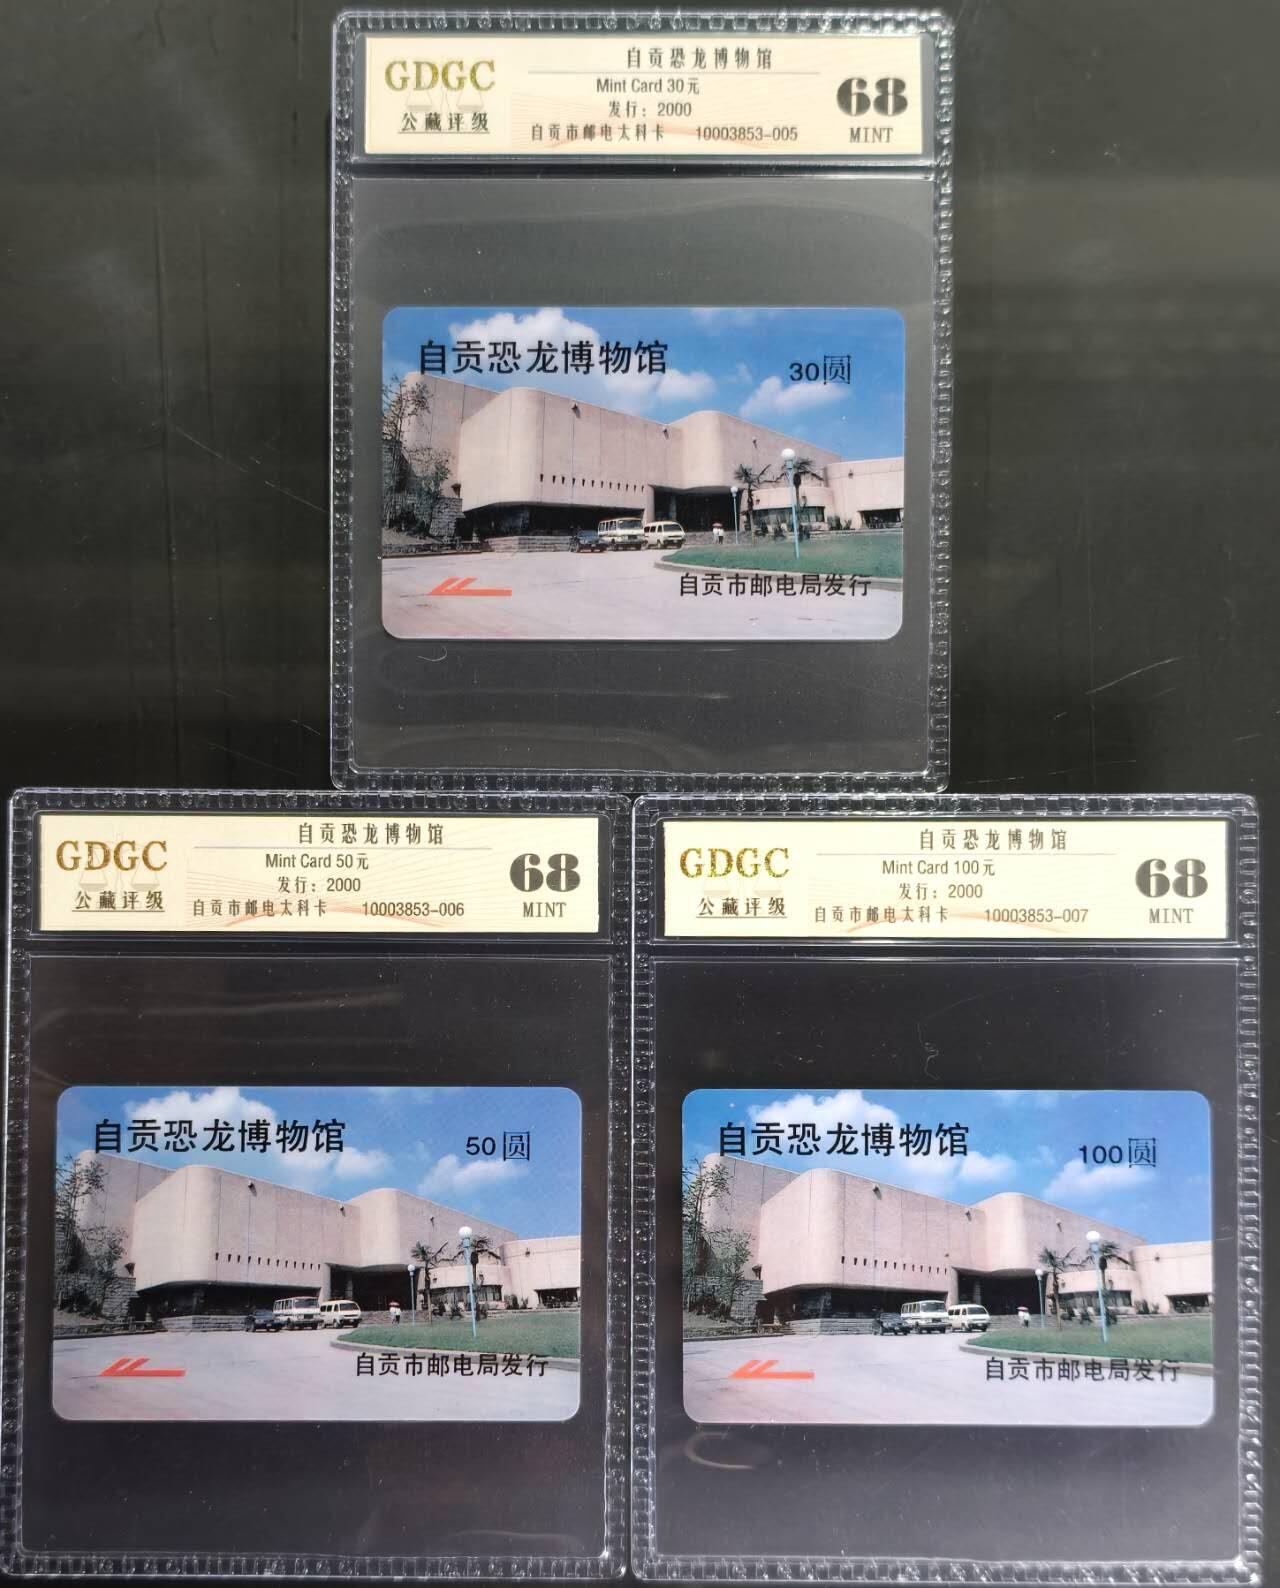 GDGC
公藏评级
自贡恐龙博物馆
Mint Card 30元
发行：2000
自贡市邮电太科卡 10003853-005
68
MINT
自贡恐龙博物馆
30圆
自贡市邮电局发行
GDGC
公藏评级
自贡恐龙博物馆
Mint Card 50元
发行：2000
自贡市邮电太科卡 10003853-006
68
MINT
自贡恐龙博物馆
50圆
自贡市邮电局发行
GDGC
公藏评级
自贡恐龙博物馆
Mint Card 100元
发行：2000
自贡市邮电太科卡 10003853-007
68
MINT
自贡恐龙博物馆
100圆
自贡市邮电局发行